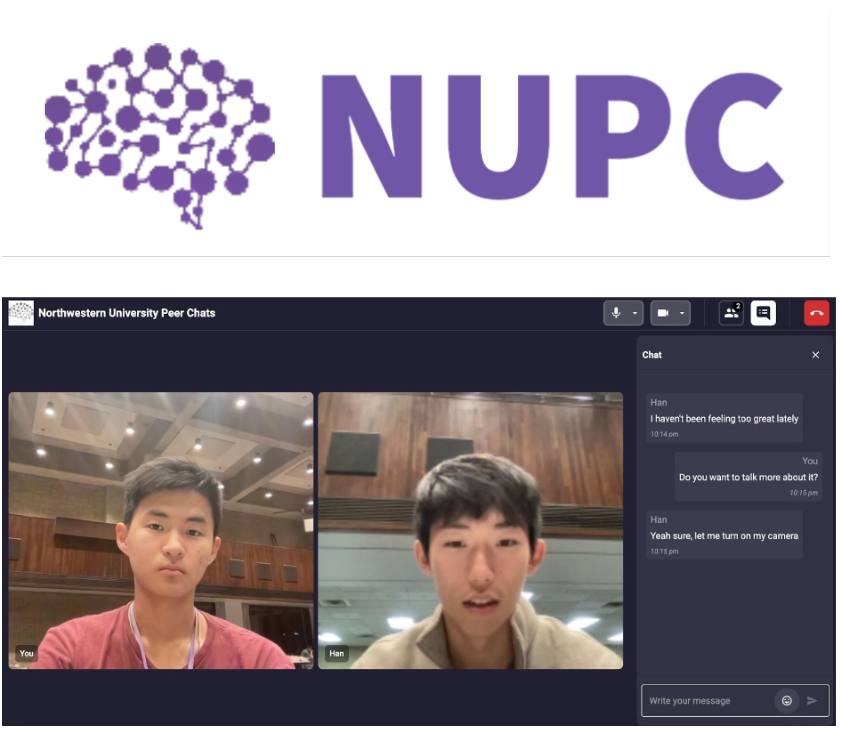 NUPC
Northwestern University Peer Chats
2
Chat
Han
I haven't been feeling too great lately
10:14 pm
You
Do you want to talk more about it?
10:15 pm
Han
Yeah sure, let me turn on my camera
10:15 pm
You
Han
Write your message